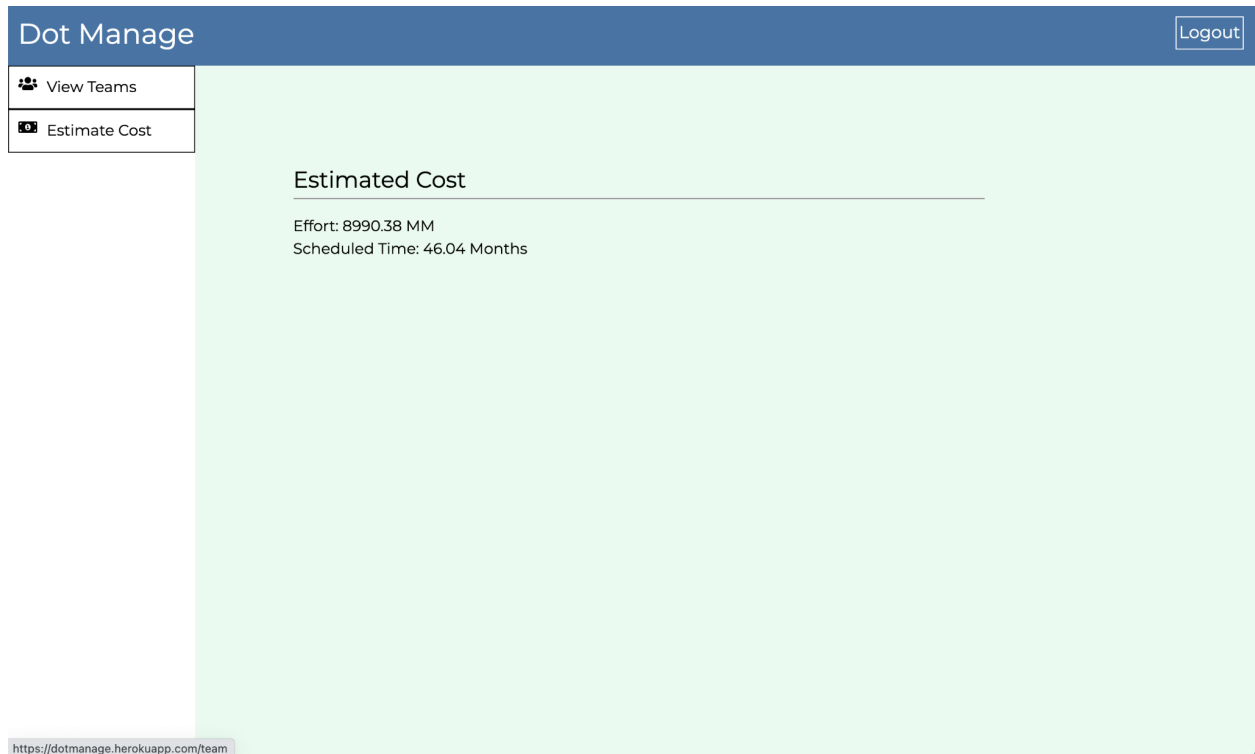 Dot Manage
Logout
View Teams
Estimate Cost
Estimated Cost
Effort: 8990.38 MM
Scheduled Time: 46.04 Months
https://dotmanage.herokuapp.com/team